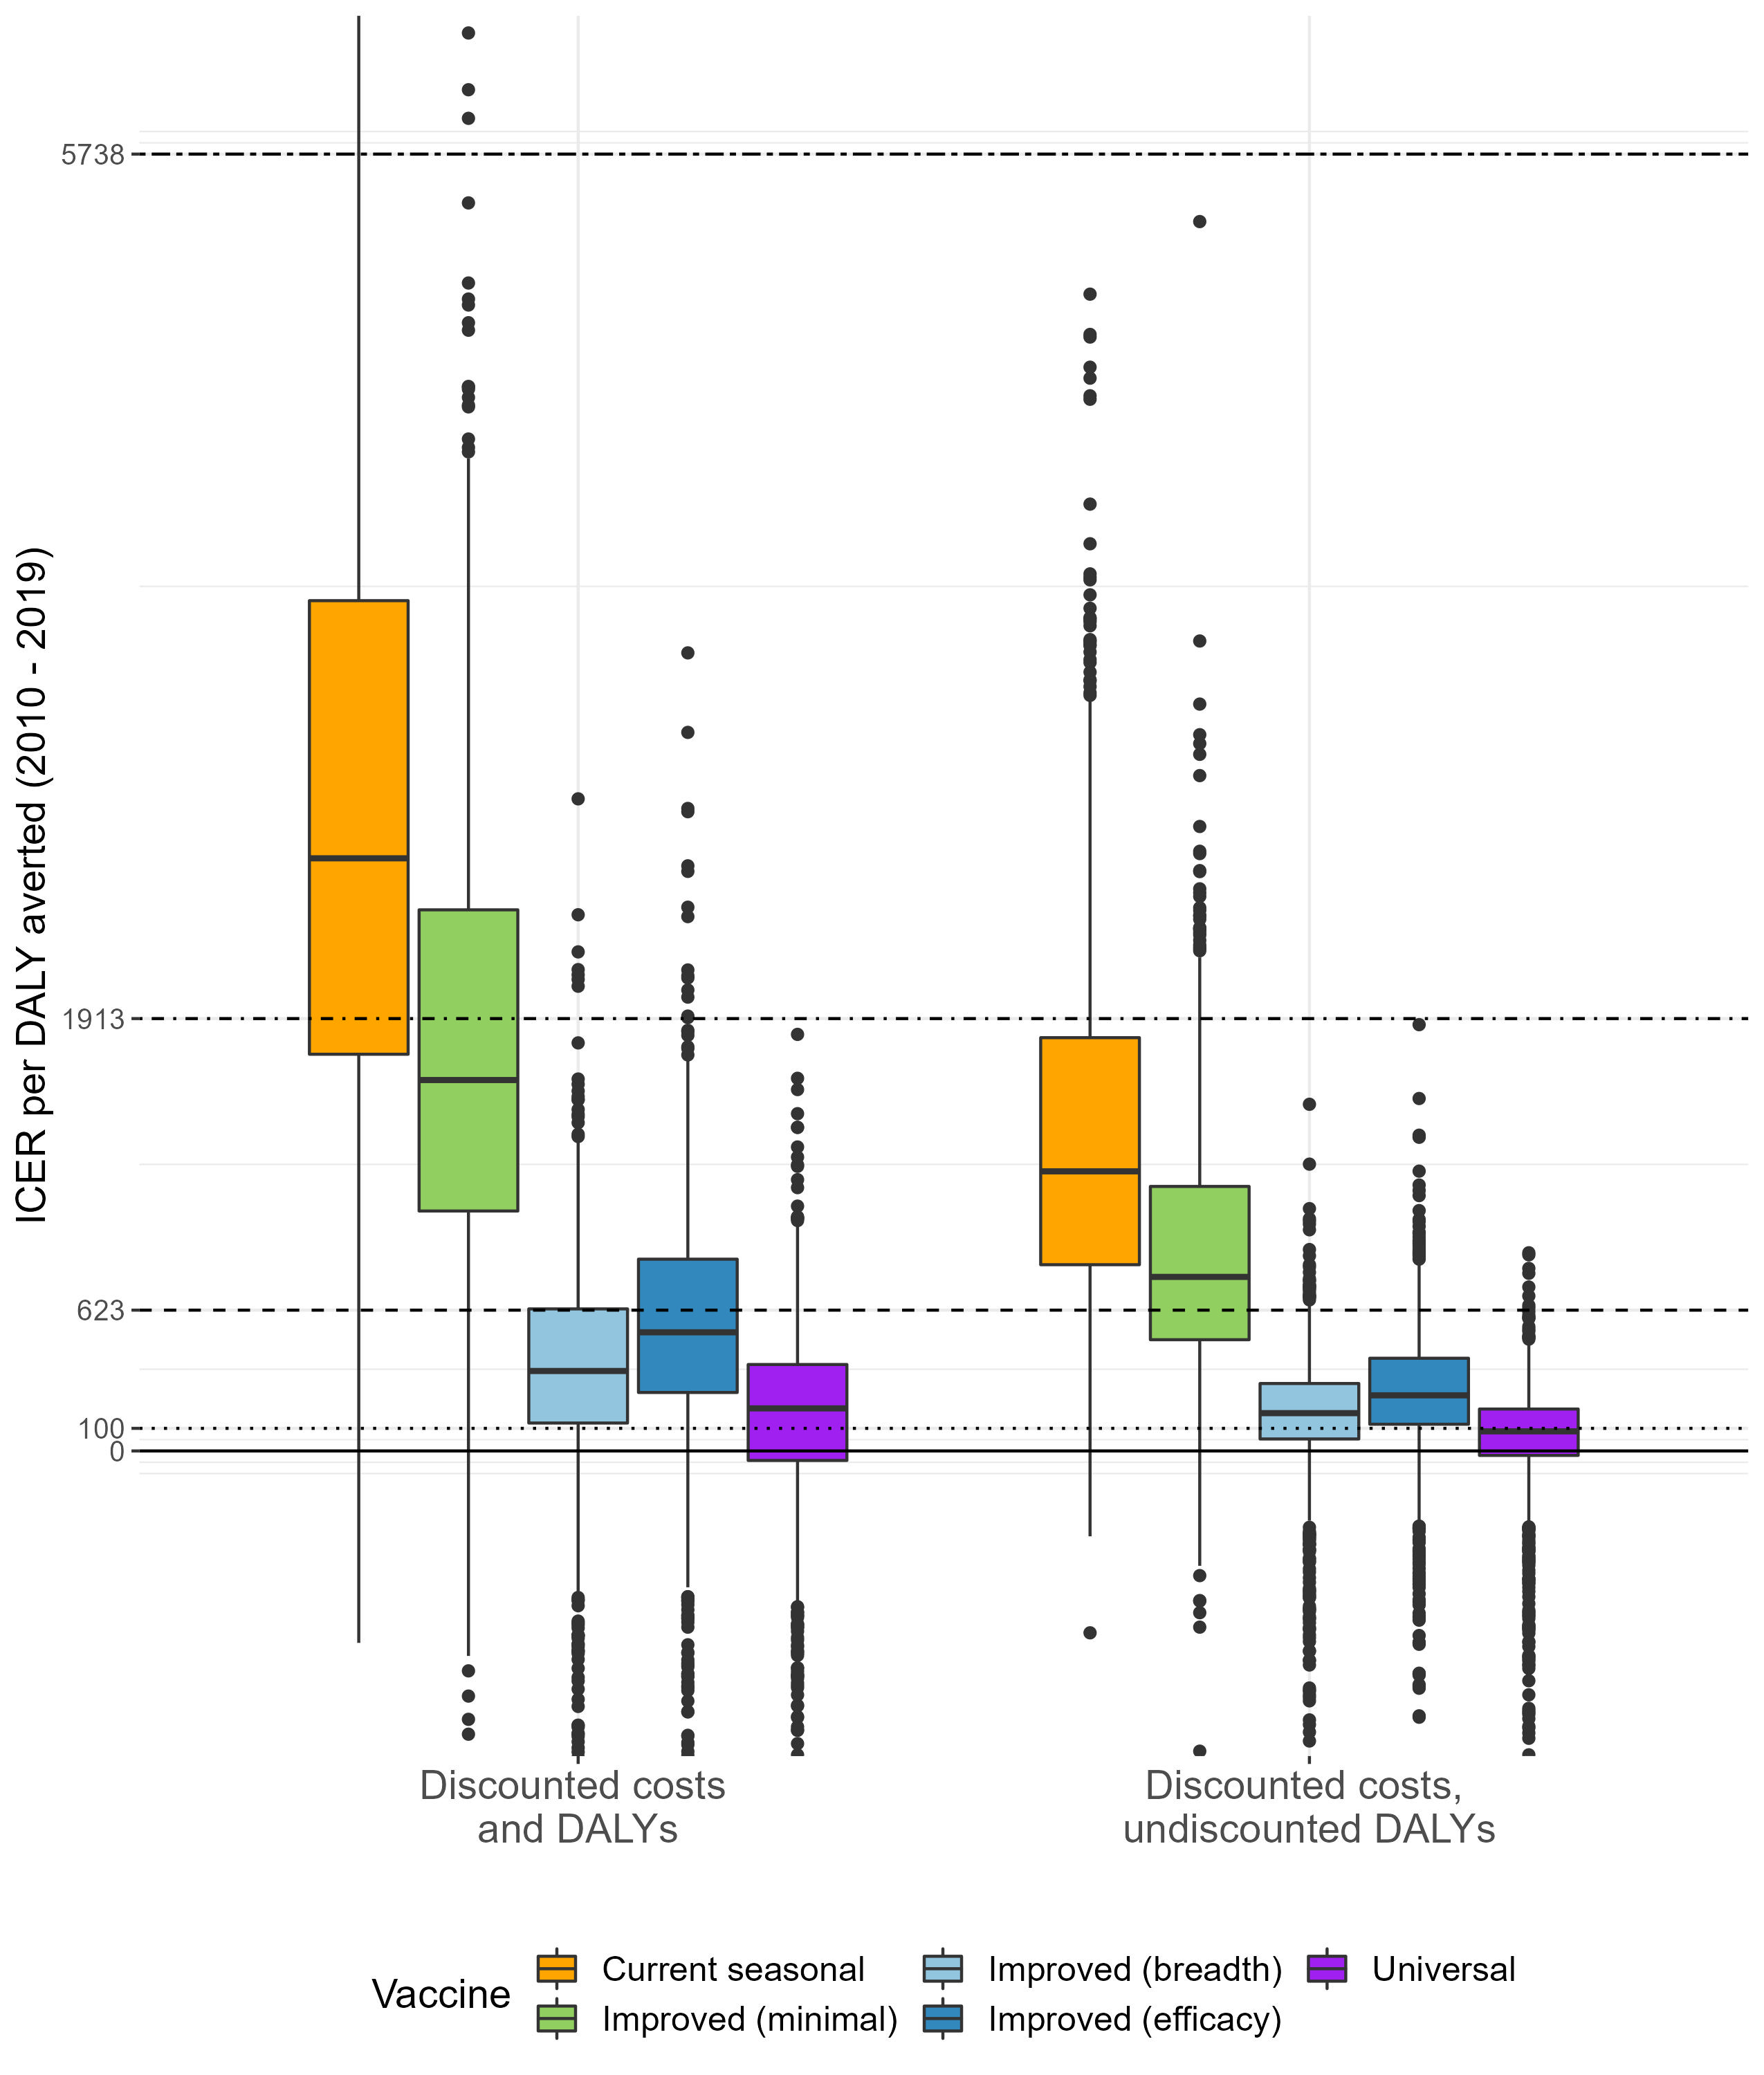 ICER per DALY averted (2010 - 2019)
5738
1913
623
100
0
Discounted costs
and DALYs
Discounted costs,
undiscounted DALYs
Vaccine
Current seasonal
Improved (minimal)
Improved (breadth)
Improved (efficacy)
Universal